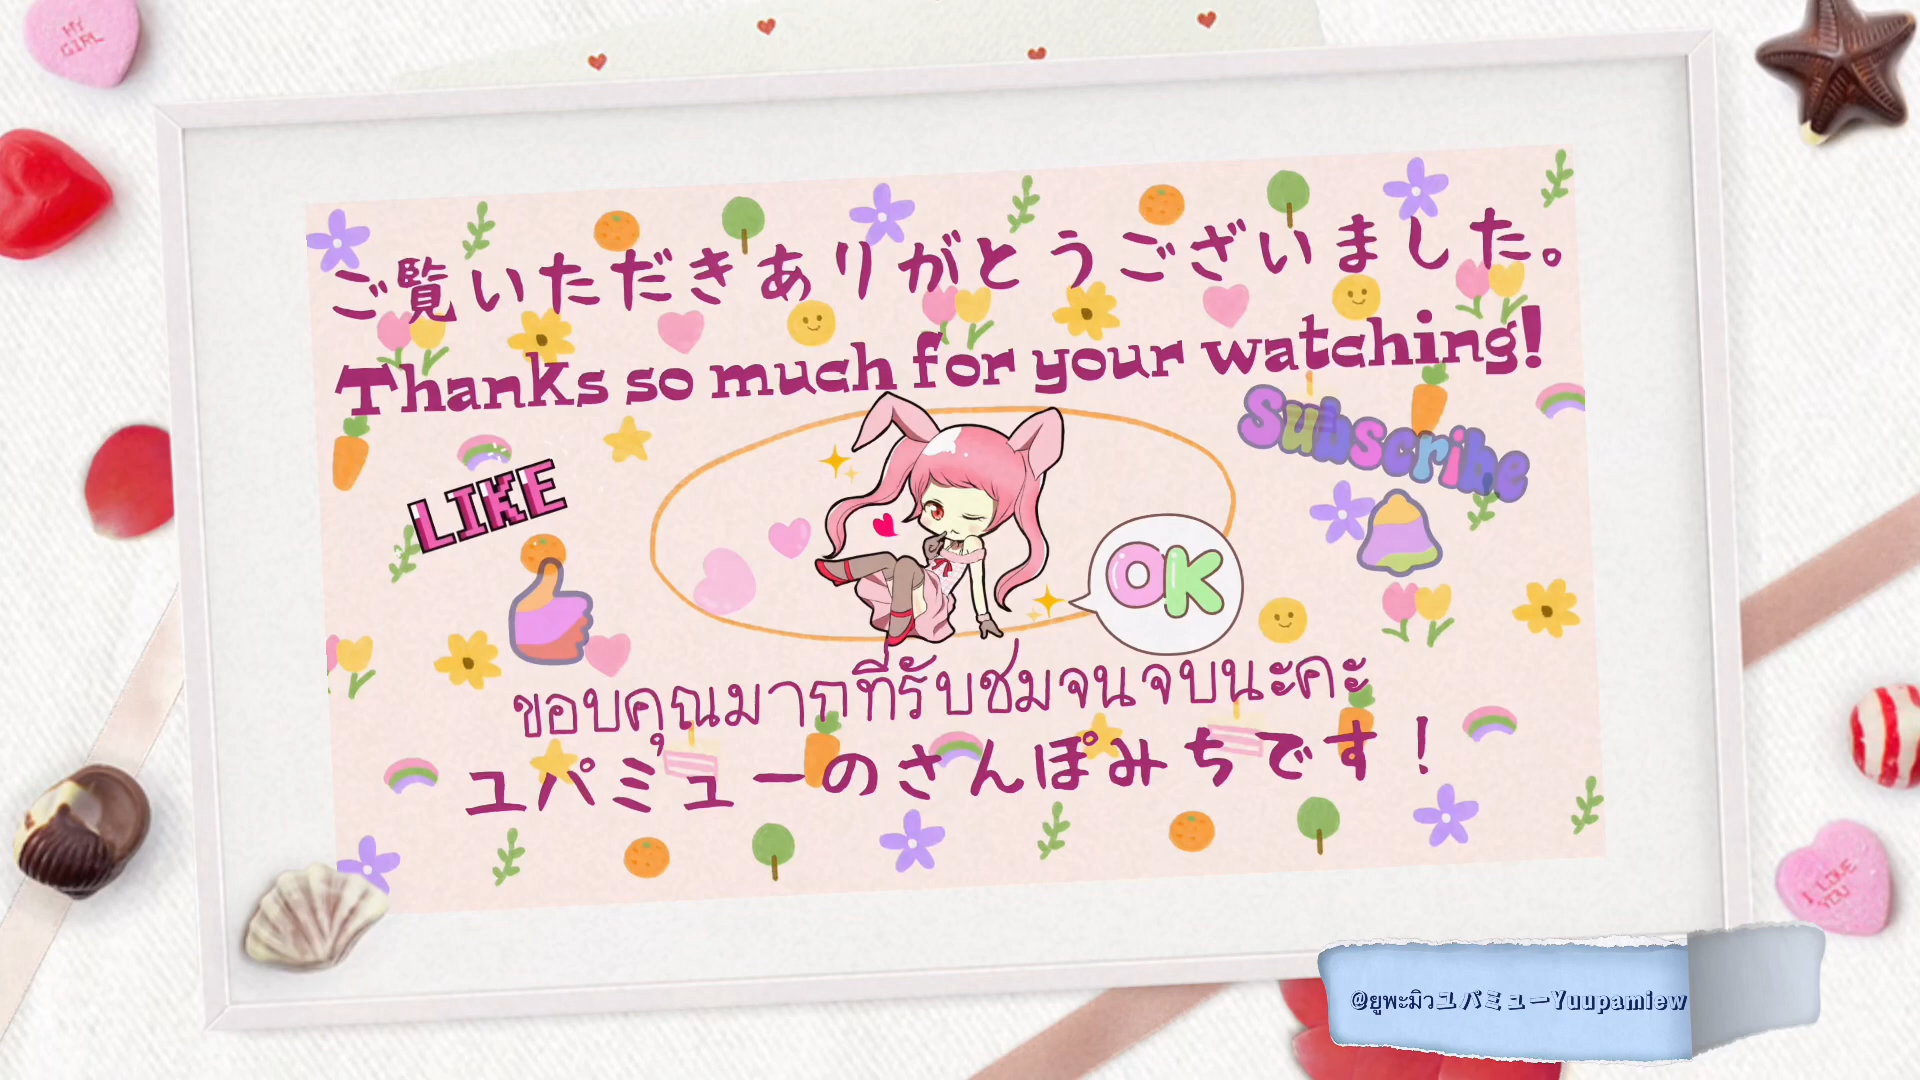 MY GIRL
ご覧いただきありがとうございました。
Thanks so much for your watching!
Subscribe
LIKE
OK
ขอบคุณมากที่รับชมจนจบนะคะ
ユパミューのさんぽみちです！
I LOVE YOU
@ยูพะมิวユパミューYuupamiew